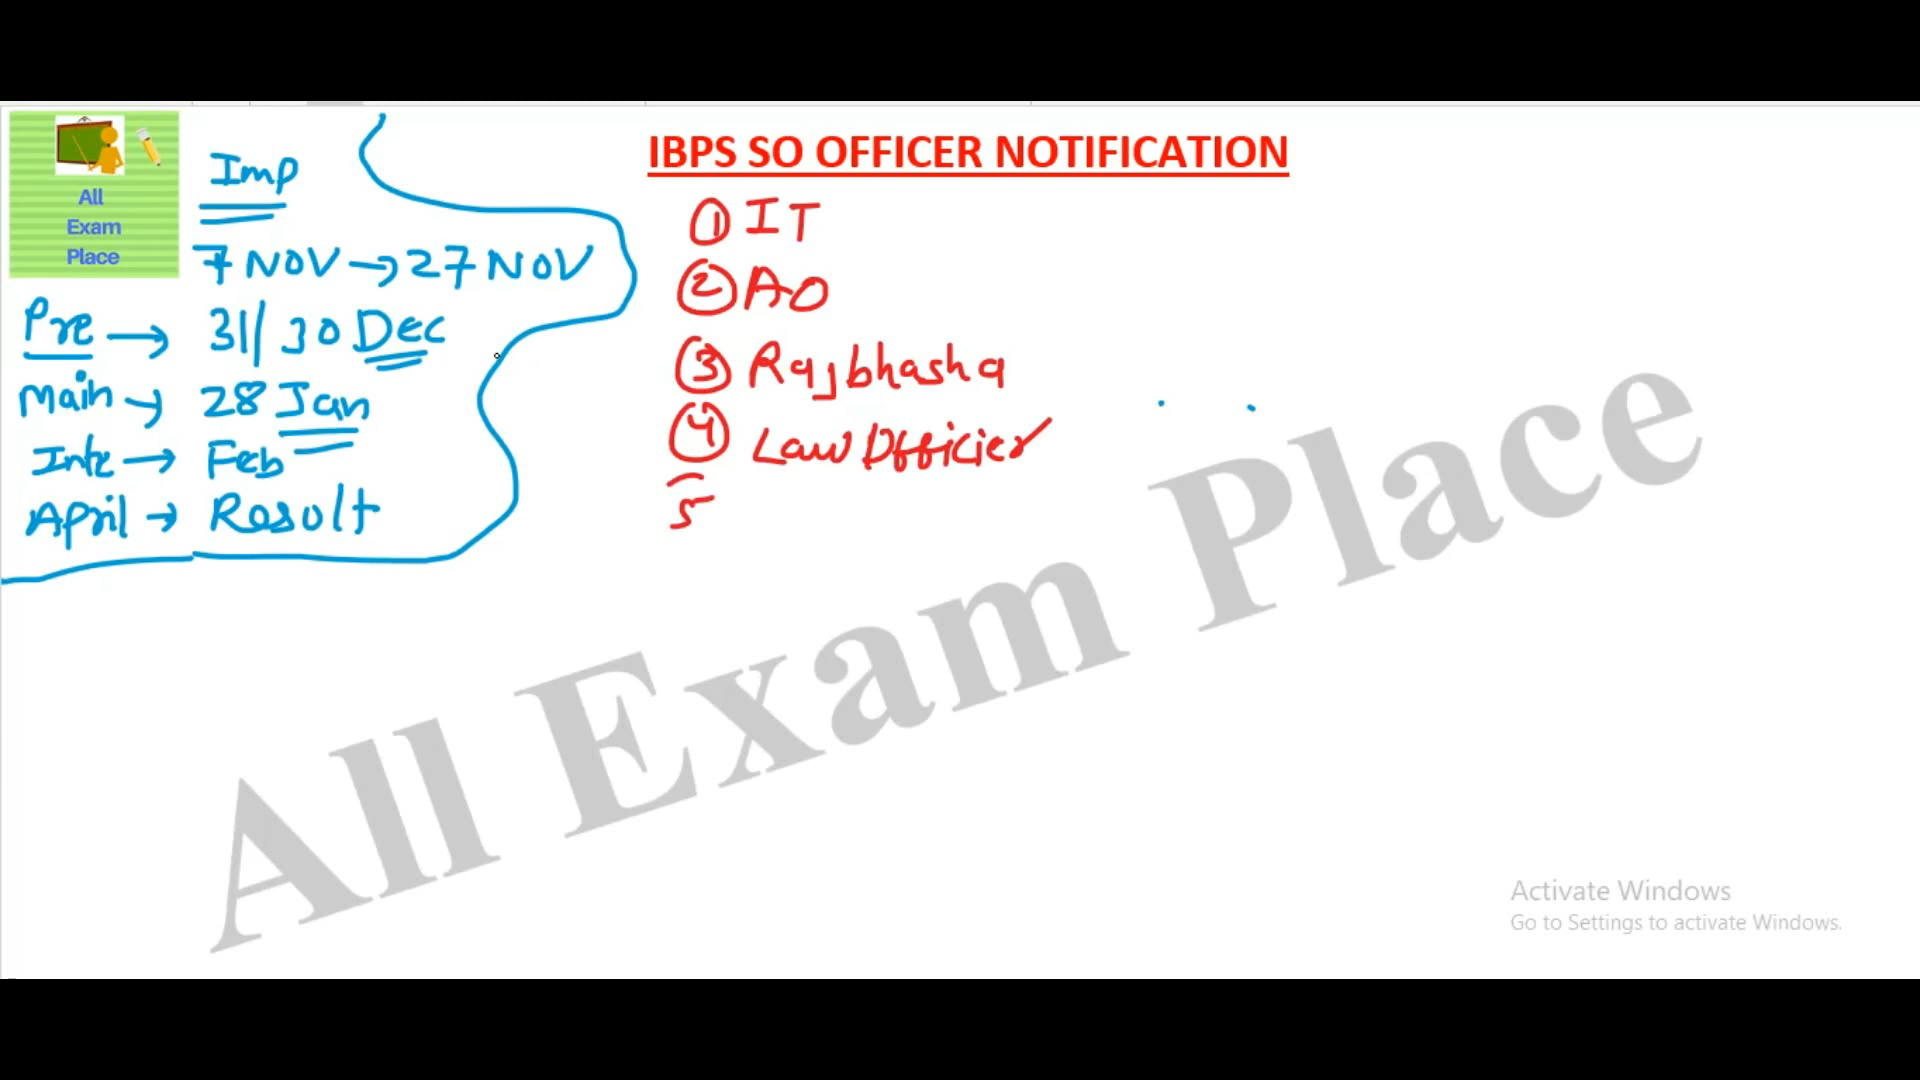 All
Exam
Place
Imp
7 NOV → 27 NOV
Pre → 31/30 Dec
Main → 28 Jan
Inte → Feb
April → Result
IBPS SO OFFICER NOTIFICATION
① IT
② AO
③ Rajbhasha
④ Law Officier
5
All Exam Place
Activate Windows
Go to Settings to activate Windows.